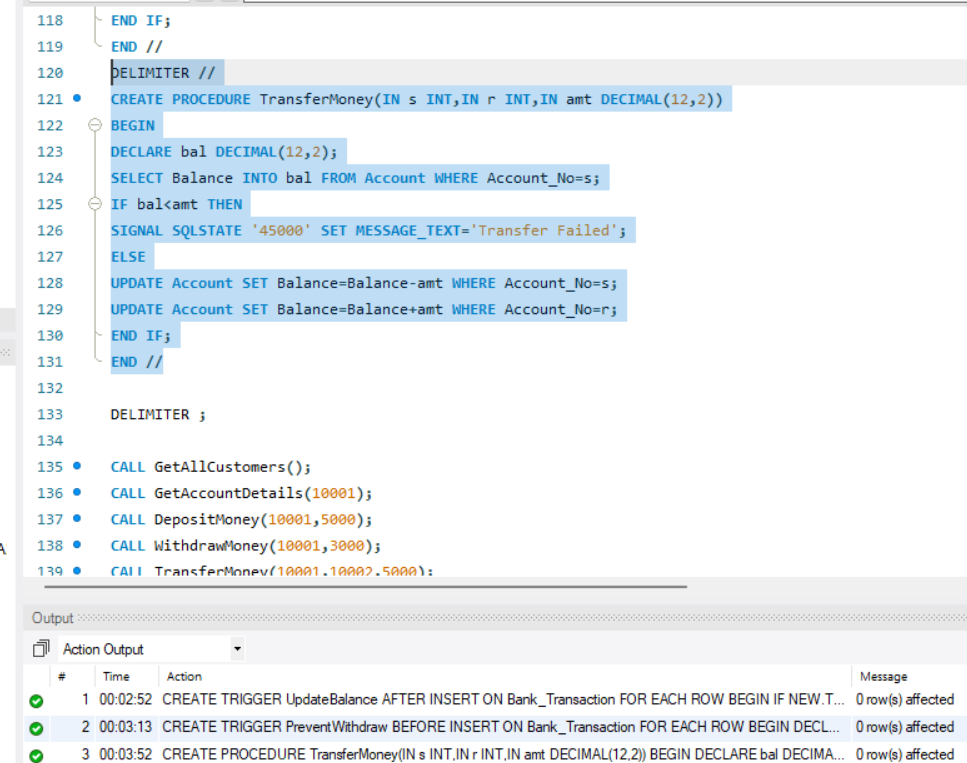 118 END IF;
119 END //
120 DELIMITER //
121 CREATE PROCEDURE TransferMoney(IN s INT,IN r INT,IN amt DECIMAL(12,2))
122 BEGIN
123 DECLARE bal DECIMAL(12,2);
124 SELECT Balance INTO bal FROM Account WHERE Account_No=s;
125 IF bal<amt THEN
126 SIGNAL SQLSTATE '45000' SET MESSAGE_TEXT='Transfer Failed';
127 ELSE
128 UPDATE Account SET Balance=Balance-amt WHERE Account_No=s;
129 UPDATE Account SET Balance=Balance+amt WHERE Account_No=r;
130 END IF;
131 END //
132
133 DELIMITER ;
134
135 CALL GetAllCustomers();
136 CALL GetAccountDetails(10001);
137 CALL DepositMoney(10001,5000);
A
138 CALL WithdrawMoney(10001,3000);
139 CALL TransferMoney(10001,10002,5000);
Output
Action Output
# Time Action Message
1 00:02:52 CREATE TRIGGER UpdateBalance AFTER INSERT ON Bank_Transaction FOR EACH ROW BEGIN IF NEW.T... 0 row(s) affected
2 00:03:13 CREATE TRIGGER PreventWithdraw BEFORE INSERT ON Bank_Transaction FOR EACH ROW BEGIN DECL... 0 row(s) affected
3 00:03:52 CREATE PROCEDURE TransferMoney(IN s INT,IN r INT,IN amt DECIMAL(12,2)) BEGIN DECLARE bal DECIMA... 0 row(s) affected